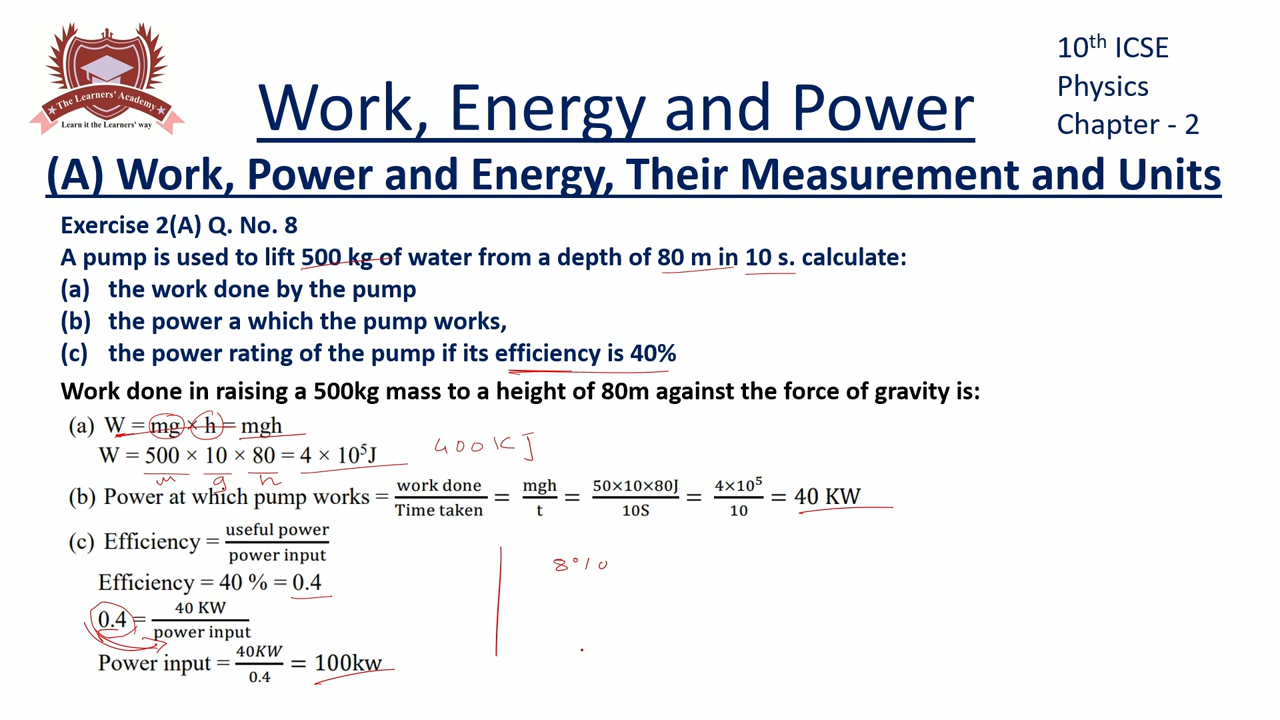 The Learners' Academy
Learn it the Learners' way
10th ICSE
Physics
Chapter - 2
Work, Energy and Power
(A) Work, Power and Energy, Their Measurement and Units
Exercise 2(A) Q. No. 8
A pump is used to lift 500 kg of water from a depth of 80 m in 10 s. calculate:
(a) the work done by the pump
(b) the power a which the pump works,
(c) the power rating of the pump if its efficiency is 40%
Work done in raising a 500kg mass to a height of 80m against the force of gravity is:
(a) W = mg × h = mgh
W = 500 × 10 × 80 = 4 × 10⁵J 400KJ
m g h
(b) Power at which pump works = work done / Time taken = mgh / t = 50×10×80J / 10S = 4×10⁵ / 10 = 40 KW
(c) Efficiency = useful power / power input
8%
Efficiency = 40 % = 0.4
0.4 = 40 KW / power input
Power input = 40KW / 0.4 = 100kw